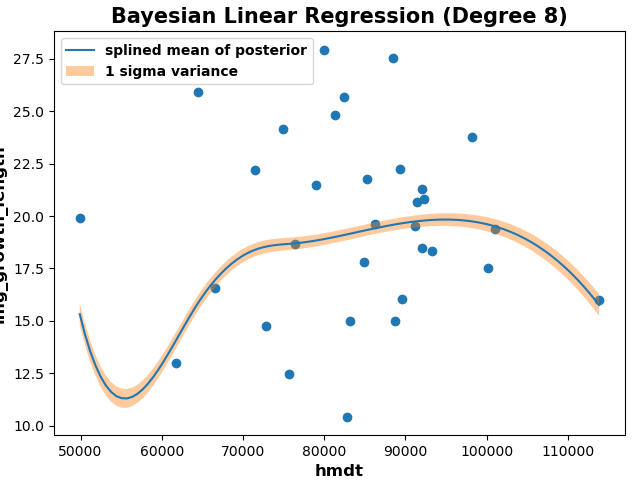 Bayesian Linear Regression (Degree 8)
splined mean of posterior
1 sigma variance
27.5
25.0
22.5
20.0
17.5
15.0
12.5
10.0
50000 60000 70000 80000 90000 100000 110000
hmdt